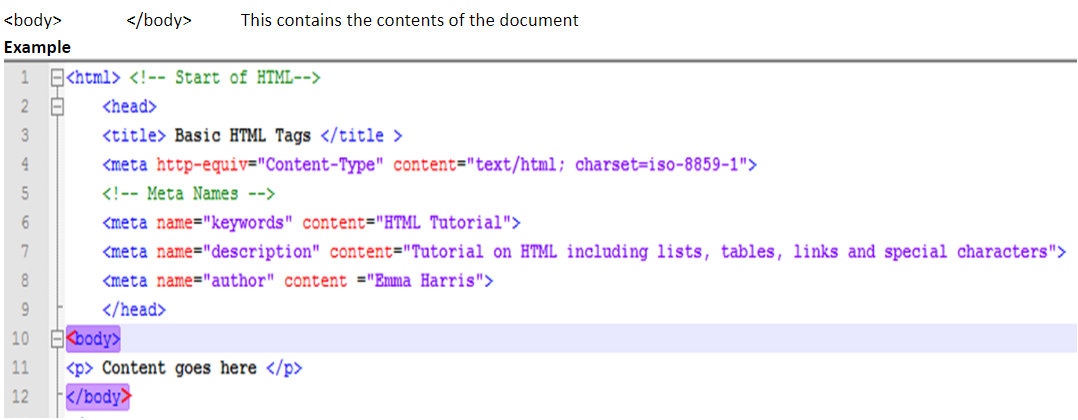 <body> </body> This contains the contents of the document
Example
1 <html> <!-- Start of HTML-->
2 <head>
3 <title> Basic HTML Tags </title >
4 <meta http-equiv="Content-Type" content="text/html; charset=iso-8859-1">
5 <!-- Meta Names -->
6 <meta name="keywords" content="HTML Tutorial">
7 <meta name="description" content="Tutorial on HTML including lists, tables, links and special characters">
8 <meta name="author" content ="Emma Harris">
9 </head>
10 <body>
11 <p> Content goes here </p>
12 </body>